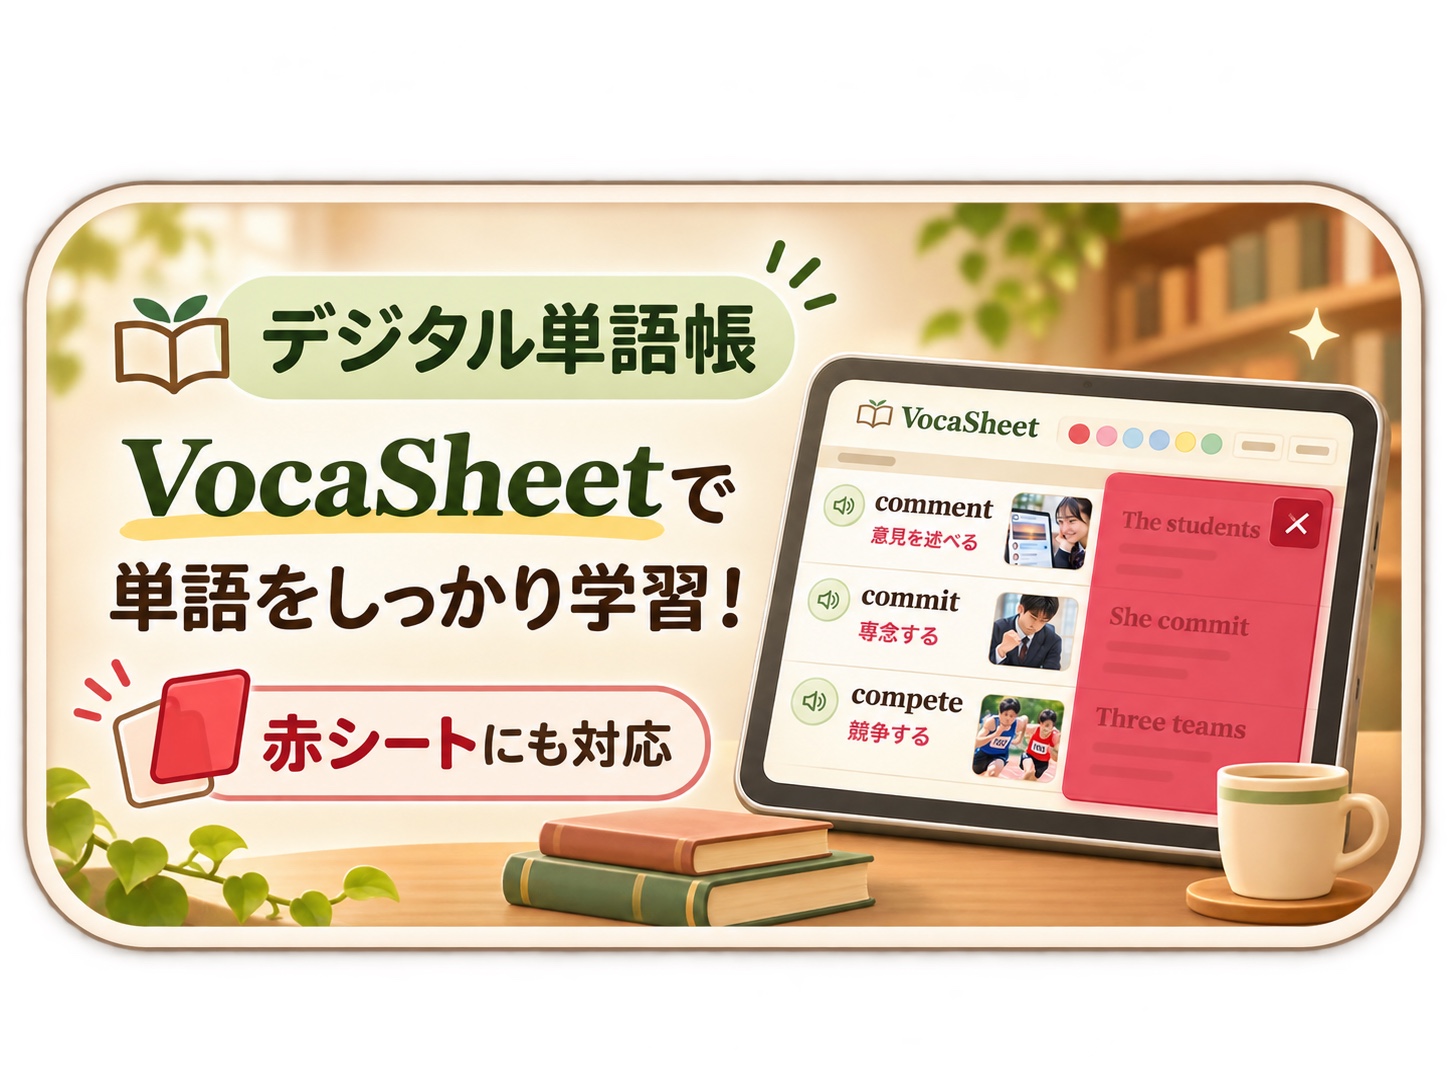 デジタル単語帳
VocaSheetで
単語をしっかり学習！
赤シートにも対応
VocaSheet
comment
意見を述べる
The students
commit
専念する
She commit
compete
競争する
Three teams